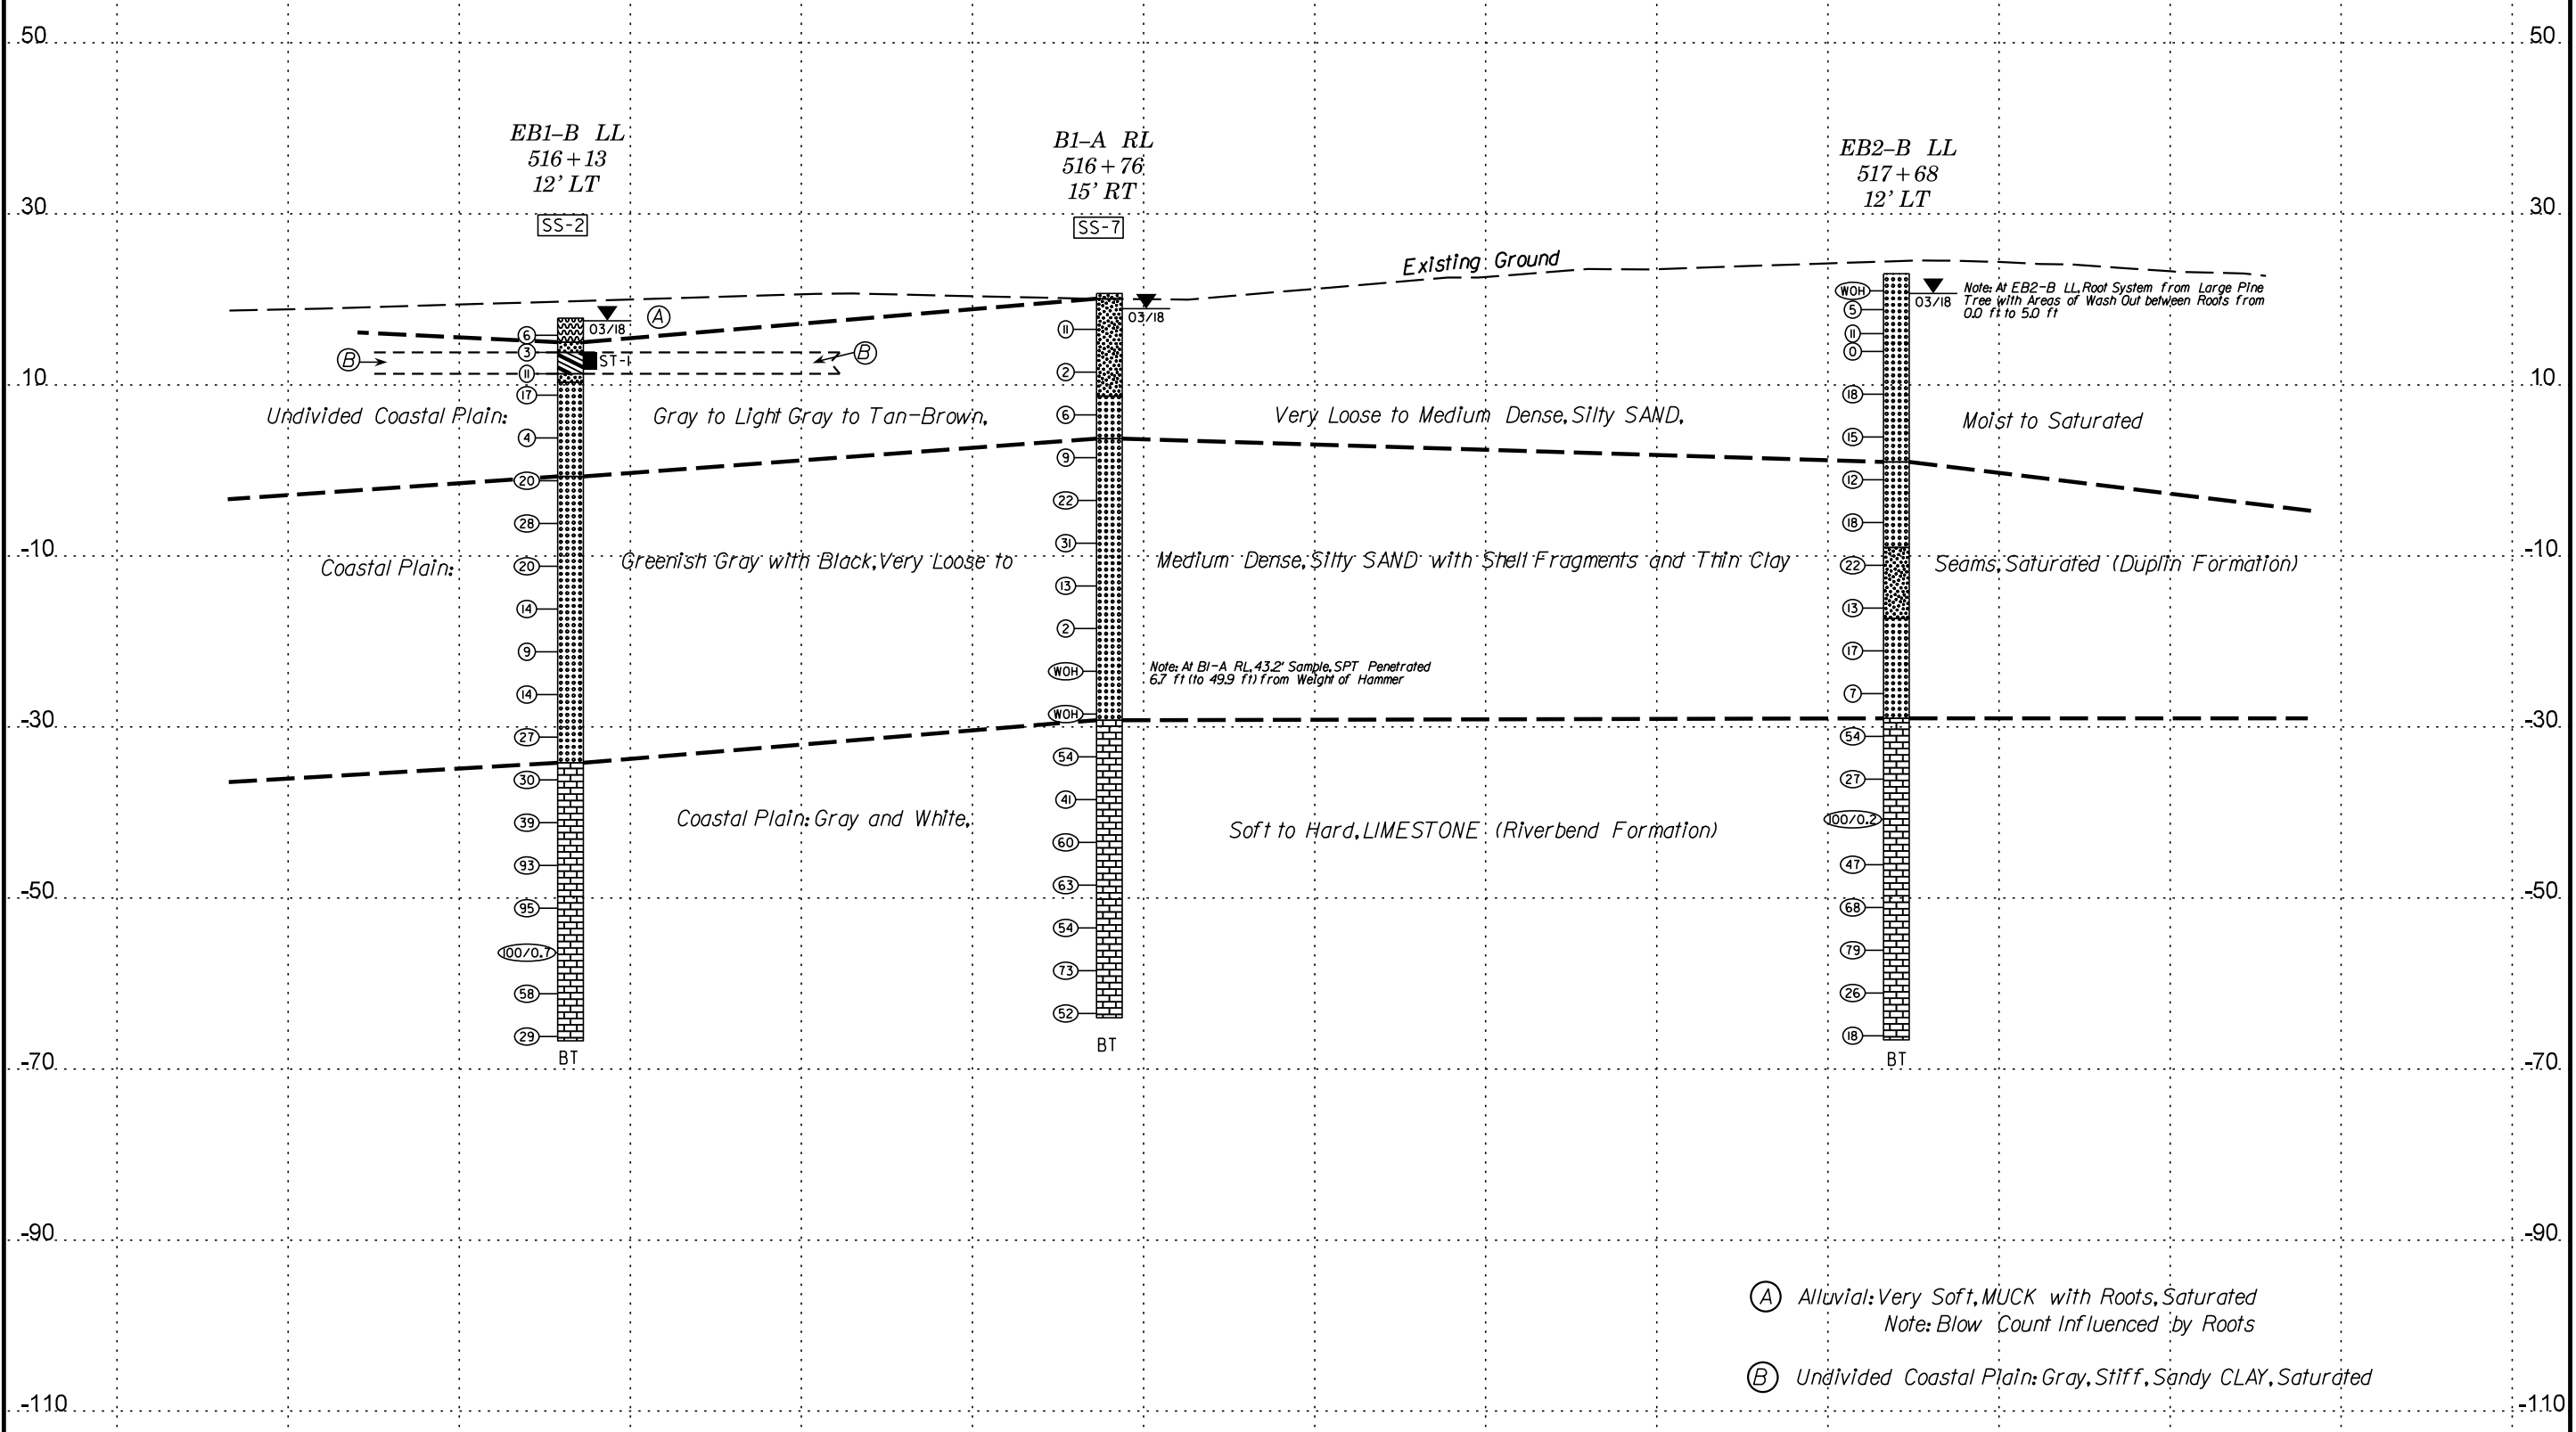 50 50
EB1-B LL
516+13
12' LT
SS-2
B1-A RL
516+76
15' RT
SS-7
EB2-B LL
517+68
12' LT
30 30
Existing Ground
WOH
5
11
0
18
15
12
18
22
13
17
7
54
27
100/0.2
47
68
79
26
18
BT
03/18
Note: At EB2-B LL, Root System from Large Pine
Tree with Areas of Wash Out between Roots from
0.0 ft to 5.0 ft
6
3
11
17
4
20
28
20
14
9
14
27
30
39
93
95
100/0.7
58
29
BT
03/18
A
B
B
ST-1
11
2
6
9
22
31
13
2
WOH
WOH
54
41
60
63
54
73
52
BT
03/18
10 10
Undivided Coastal Plain: Gray to Light Gray to Tan-Brown, Very Loose to Medium Dense, Silty SAND, Moist to Saturated
-10 -10
Coastal Plain: Greenish Gray with Black, Very Loose to Medium Dense, Silty SAND with Shell Fragments and Thin Clay Seams, Saturated (Duplin Formation)
Note: At B1-A RL, 43.2' Sample, SPT Penetrated
6.7 ft (to 49.9 ft) from Weight of Hammer
-30 -30
Coastal Plain: Gray and White, Soft to Hard, LIMESTONE (Riverbend Formation)
-50 -50
-70 -70
-90 -90
A Alluvial: Very Soft, MUCK with Roots, Saturated
Note: Blow Count Influenced by Roots
B Undivided Coastal Plain: Gray, Stiff, Sandy CLAY, Saturated
-110 -110